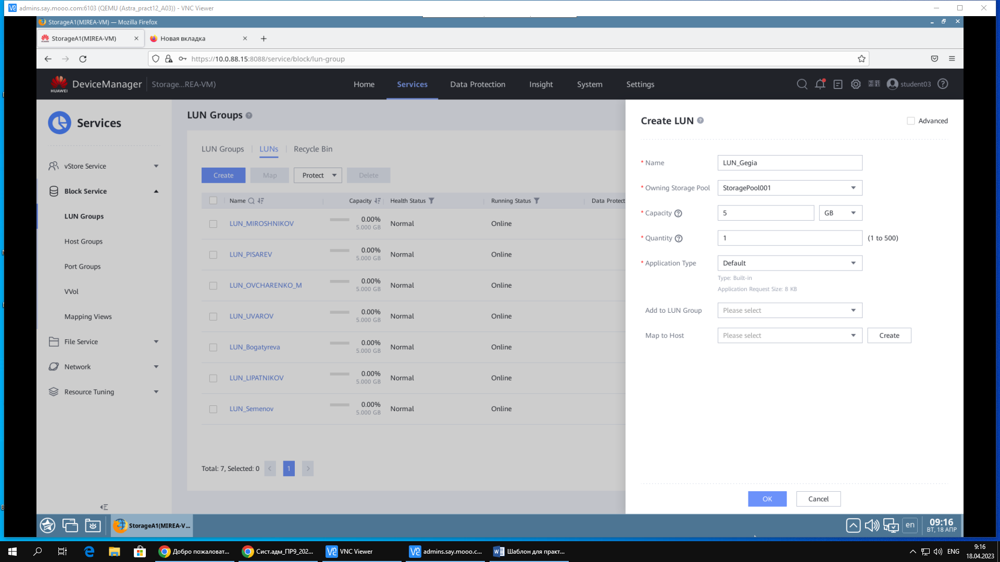 admins.say.mooo.com:6103 (QEMU (Astra_pract12_A03)) - VNC Viewer
StorageA1(MIREA-VM) — Mozilla Firefox
StorageA1(MIREA-VM)
Новая вкладка
https://10.0.88.15:8088/service/block/lun-group
HUAWEI
DeviceManager
Storage...REA-VM)
Home
Services
Data Protection
Insight
System
Settings
student03
Services
vStore Service
Block Service
LUN Groups
Host Groups
Port Groups
VVol
Mapping Views
File Service
Network
Resource Tuning
LUN Groups
LUN Groups
LUNs
Recycle Bin
Create
Map
Protect
Delete
Name
Capacity
Health Status
Running Status
Data Protect
LUN_MIROSHNIKOV
0.00%
5.000 GB
Normal
Online
LUN_PISAREV
0.00%
5.000 GB
Normal
Online
LUN_OVCHARENKO_M
0.00%
5.000 GB
Normal
Online
LUN_UVAROV
0.00%
5.000 GB
Normal
Online
LUN_Bogatyreva
0.00%
5.000 GB
Normal
Online
LUN_LIPATNIKOV
0.00%
5.000 GB
Normal
Online
LUN_Semenov
0.00%
5.000 GB
Normal
Online
Total: 7, Selected: 0
1
Create LUN
Advanced
* Name
LUN_Gegia
* Owning Storage Pool
StoragePool001
* Capacity
5
GB
* Quantity
1
(1 to 500)
* Application Type
Default
Type: Built-in
Application Request Size: 8 KB
Add to LUN Group
Please select
Map to Host
Please select
Create
OK
Cancel
StorageA1(MIREA-V...
en
09:16
ВТ, 18 АПР
Добро пожаловат...
Сист.адм_ПР9_202...
VNC Viewer
admins.say.mooo.c...
Шаблон для практ...
ENG
9:16
18.04.2023